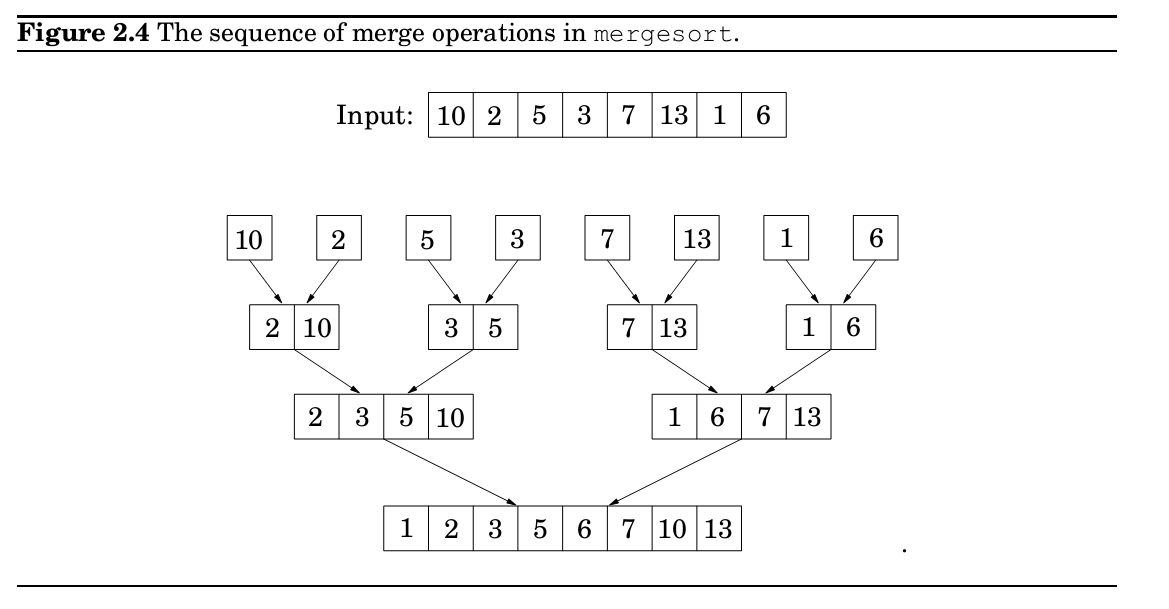 Figure 2.4 The sequence of merge operations in mergesort.
Input: 10 2 5 3 7 13 1 6
10 2 5 3 7 13 1 6
2 10 3 5 7 13 1 6
2 3 5 10 1 6 7 13
1 2 3 5 6 7 10 13
.